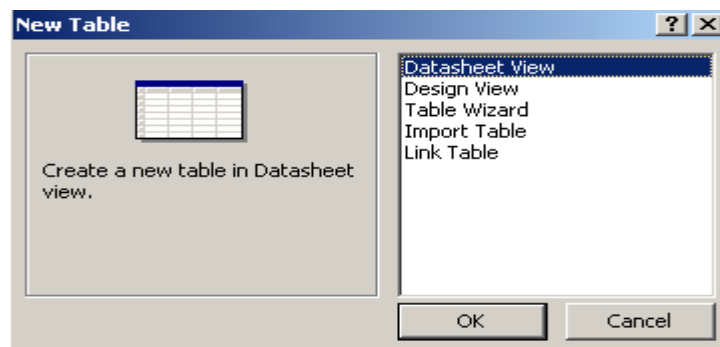 New Table
Create a new table in Datasheet
view.
Datasheet View
Design View
Table Wizard
Import Table
Link Table
OK
Cancel